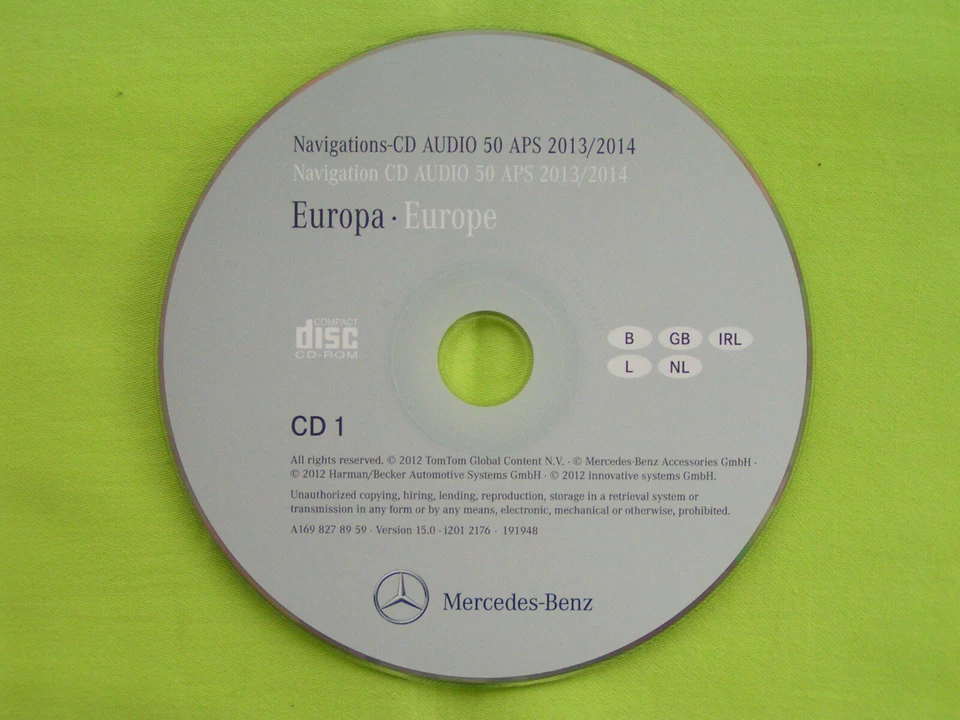 Navigations-CD AUDIO 50 APS 2013/2014
Navigation CD AUDIO 50 APS 2013/2014
Europa · Europe
COMPACT
disc
CD-ROM
B GB IRL
L NL
CD 1
All rights reserved. © 2012 TomTom Global Content N.V. · © Mercedes-Benz Accessories GmbH ·
© 2012 Harman/Becker Automotive Systems GmbH · © 2012 innovative systems GmbH.
Unauthorized copying, hiring, lending, reproduction, storage in a retrieval system or
transmission in any form or by any means, electronic, mechanical or otherwise, prohibited.
A169 827 89 59 · Version 15.0 · i201 2176 · 191948
Mercedes-Benz